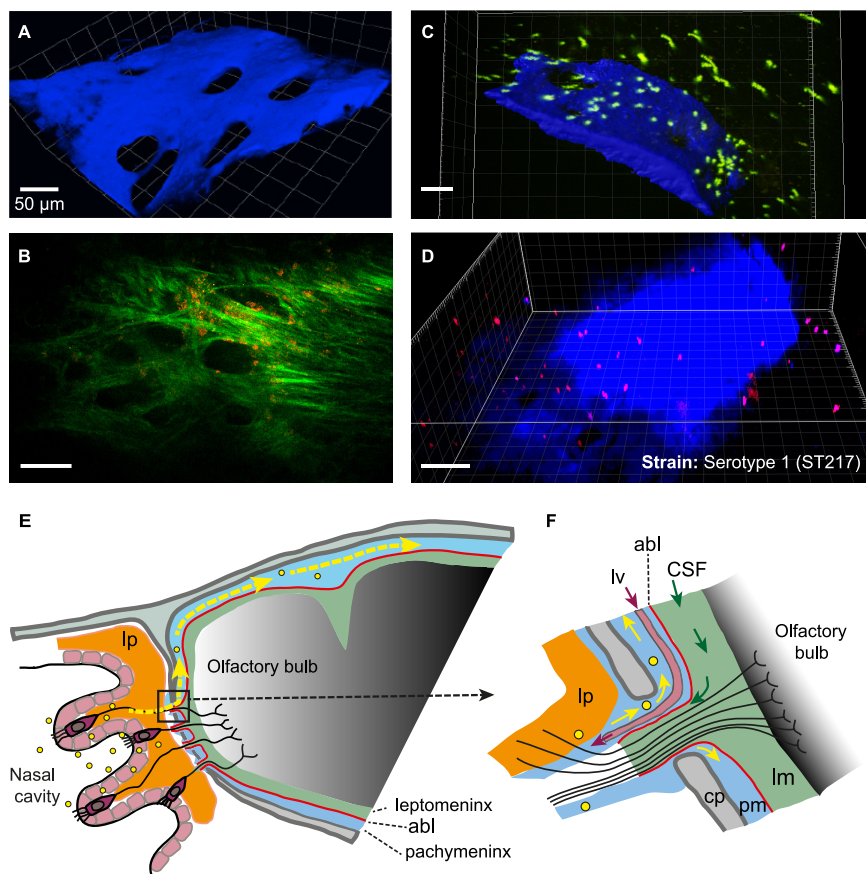 A
50 µm
B
C
D
Strain: Serotype 1 (ST217)
E
lp
Olfactory bulb
Nasal
cavity
leptomeninx
abl
pachymeninx
F
abl
lv
CSF
Olfactory
bulb
lp
lm
cp
pm